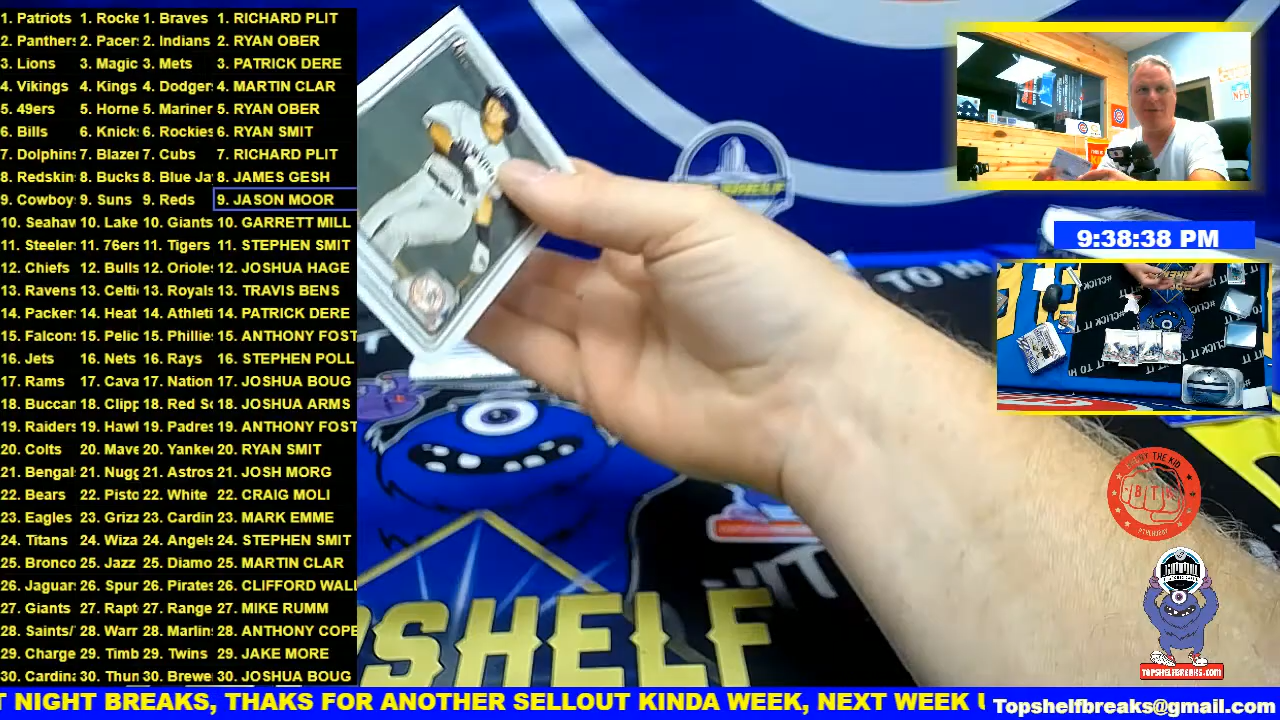 1. Patriots 1. Rocke 1. Braves 1. RICHARD PLIT
2. Panthers 2. Pacer 2. Indians 2. RYAN OBER
3. Lions 3. Magic 3. Mets 3. PATRICK DERE
4. Vikings 4. Kings 4. Dodger 4. MARTIN CLAR
5. 49ers 5. Horne 5. Mariner 5. RYAN OBER
6. Bills 6. Knick 6. Rockies 6. RYAN SMIT
7. Dolphins 7. Blazer 7. Cubs 7. RICHARD PLIT
8. Redskin 8. Bucks 8. Blue Ja 8. JAMES GESH
9. Cowboy 9. Suns 9. Reds 9. JASON MOOR
10. Seahaw 10. Lake 10. Giants 10. GARRETT MILL
11. Steeler 11. 76ers 11. Tigers 11. STEPHEN SMIT
12. Chiefs 12. Bulls 12. Oriole 12. JOSHUA HAGE
13. Ravens 13. Celti 13. Royals 13. TRAVIS BENS
14. Packer 14. Heat 14. Athleti 14. PATRICK DERE
15. Falcon 15. Pelic 15. Phillie 15. ANTHONY FOST
16. Jets 16. Nets 16. Rays 16. STEPHEN POLL
17. Rams 17. Cava 17. Nation 17. JOSHUA BOUG
18. Buccan 18. Clipp 18. Red So 18. JOSHUA ARMS
19. Raiders 19. Hawk 19. Padres 19. ANTHONY FOST
20. Colts 20. Mave 20. Yanke 20. RYAN SMIT
21. Bengal 21. Nugg 21. Astros 21. JOSH MORG
22. Bears 22. Pisto 22. White 22. CRAIG MOLI
23. Eagles 23. Grizz 23. Cardin 23. MARK EMME
24. Titans 24. Wiza 24. Angels 24. STEPHEN SMIT
25. Bronco 25. Jazz 25. Diamo 25. MARTIN CLAR
26. Jaguar 26. Spur 26. Pirates 26. CLIFFORD WALL
27. Giants 27. Rapt 27. Range 27. MIKE RUMM
28. Saints/ 28. Warr 28. Marlin 28. ANTHONY COPE
29. Charge 29. Timb 29. Twins 29. JAKE MORE
30. Cardina 30. Thun 30. Brewe 30. JOSHUA BOUG
9:38:38 PM
TO
HIT
PSHELF
BTK
TOPSHELFBREAKS.COM
T NIGHT BREAKS, THAKS FOR ANOTHER SELLOUT KINDA WEEK, NEXT WEEK
Topshelfbreaks@gmail.com